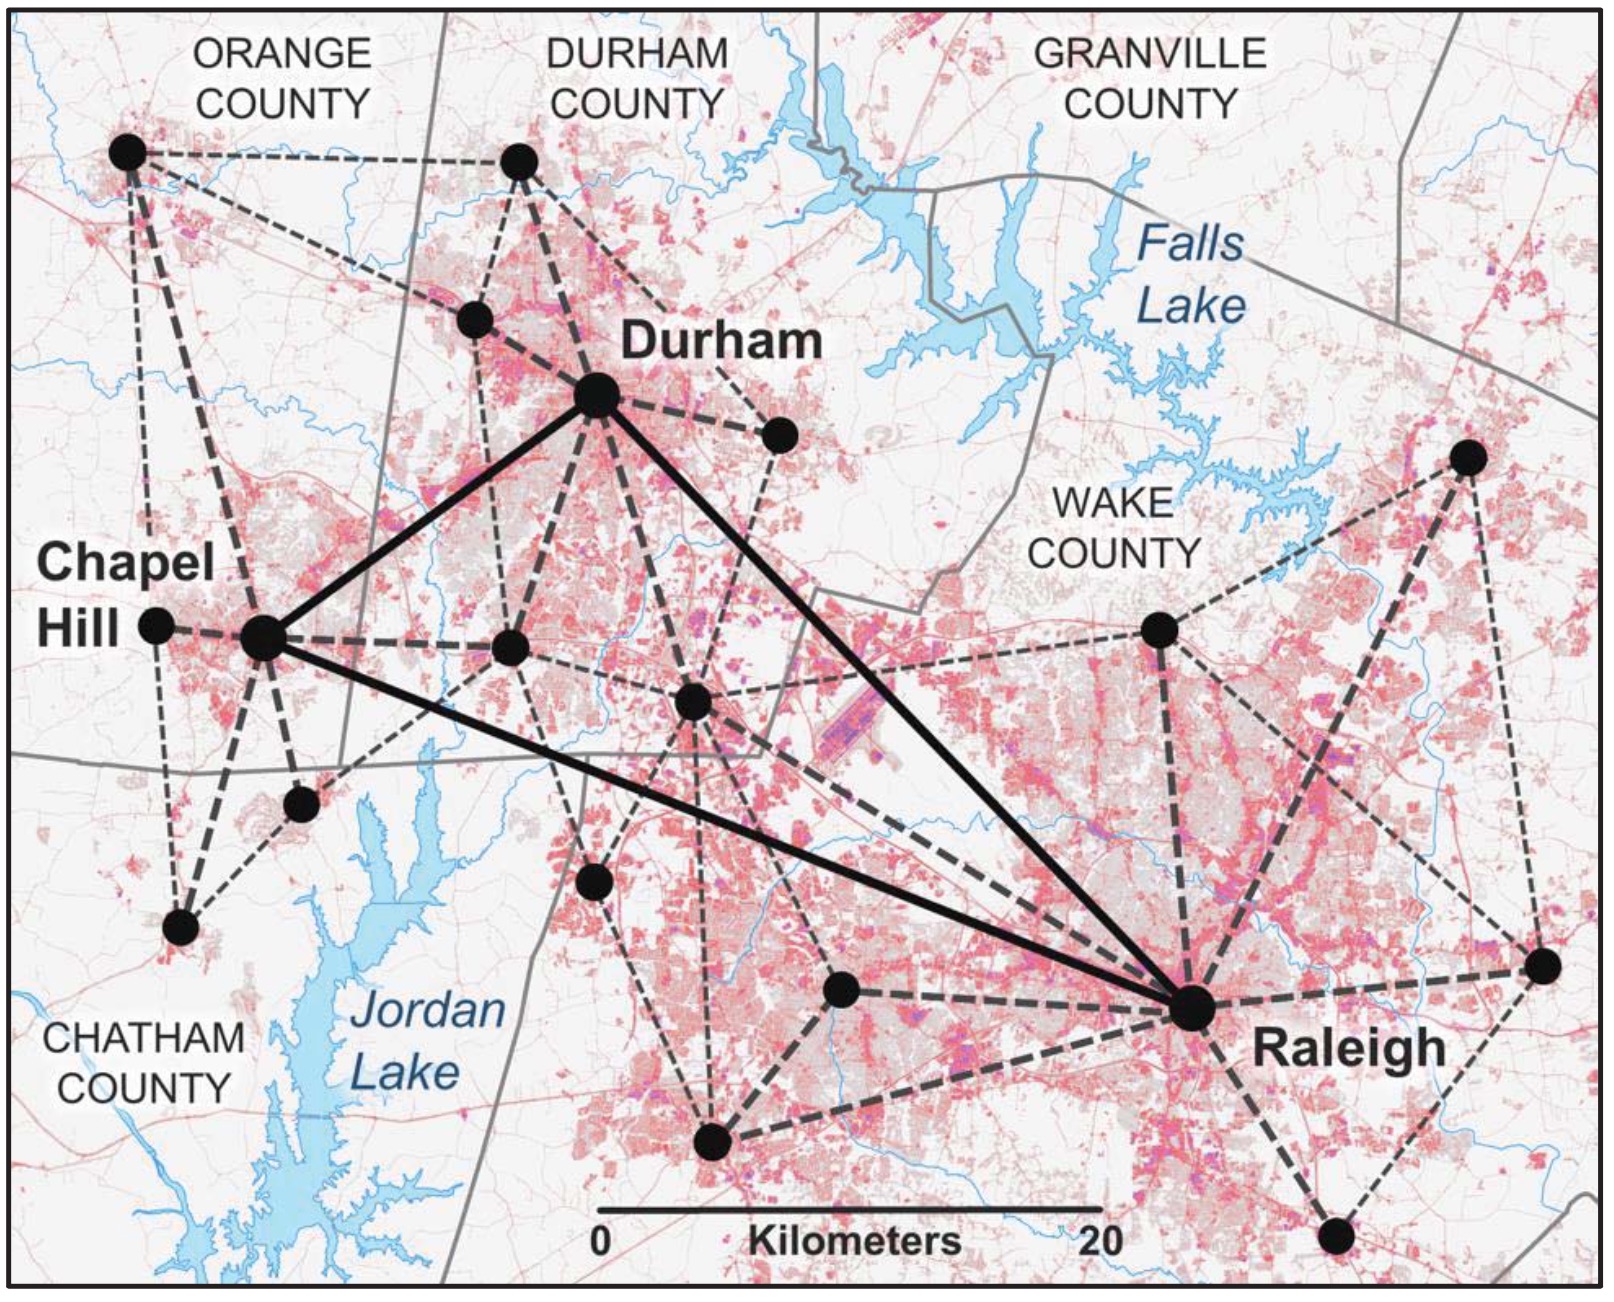 ORANGE
COUNTY
DURHAM
COUNTY
GRANVILLE
COUNTY
Falls
Lake
Durham
WAKE
COUNTY
Chapel
Hill
Jordan
Lake
CHATHAM
COUNTY
Raleigh
0 Kilometers 20